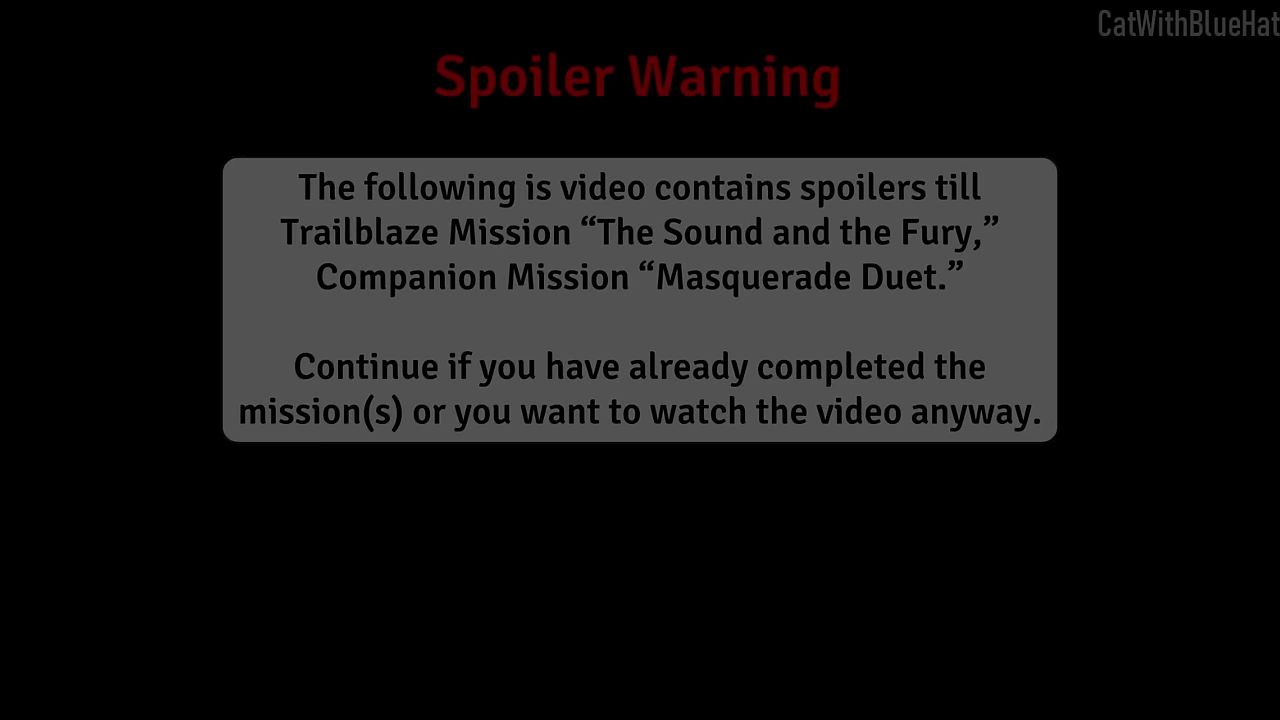 CatWithBlueHat
Spoiler Warning
The following is video contains spoilers till
Trailblaze Mission “The Sound and the Fury,”
Companion Mission “Masquerade Duet.”
Continue if you have already completed the
mission(s) or you want to watch the video anyway.